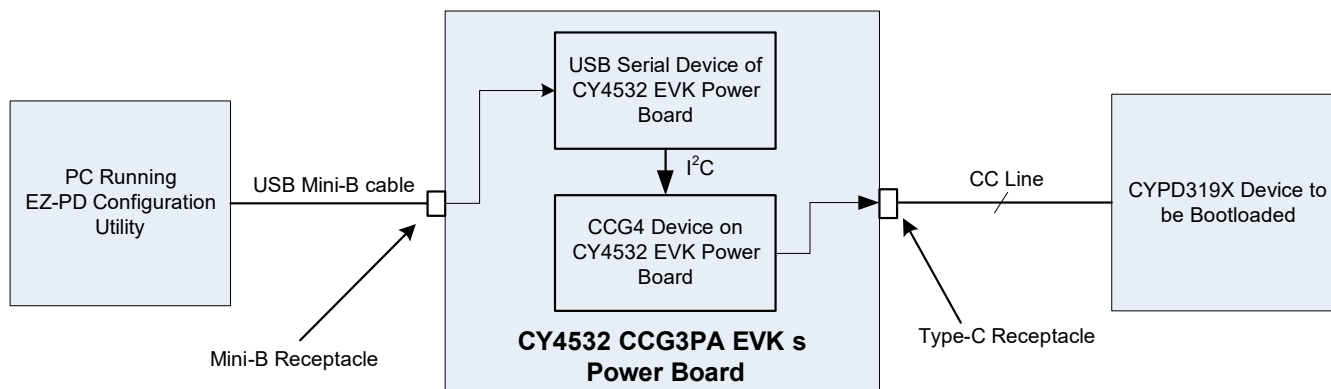 PC Running
EZ-PD Configuration
Utility
USB Mini-B cable
Mini-B Receptacle
USB Serial Device of
CY4532 EVK Power
Board
I²C
CCG4 Device on
CY4532 EVK Power
Board
CY4532 CCG3PA EVK s
Power Board
CC Line
Type-C Receptacle
CYPD319X Device to
be Bootloaded